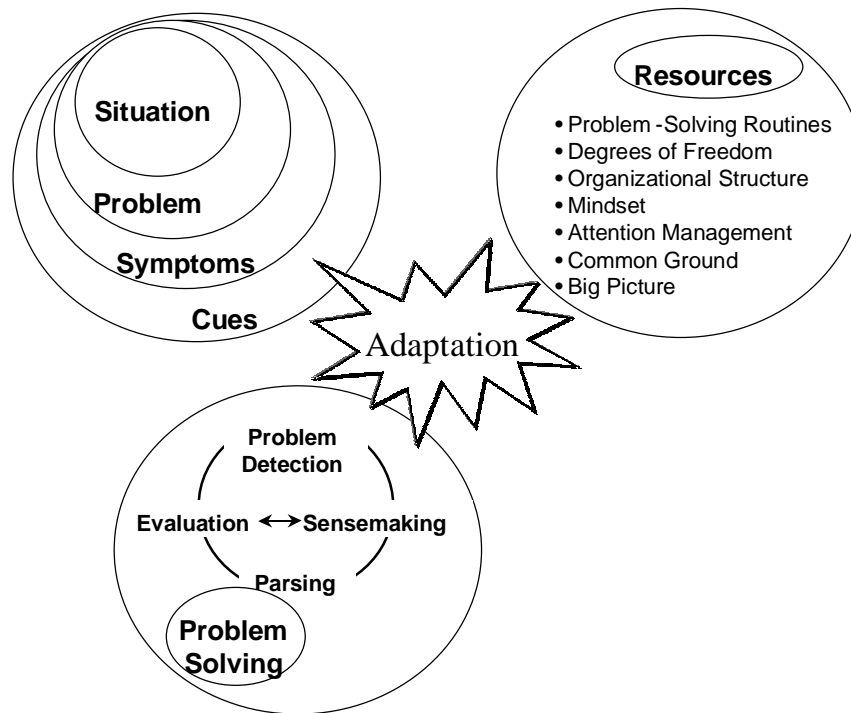 Situation
Problem
Symptoms
Cues
Resources
• Problem -Solving Routines
• Degrees of Freedom
• Organizational Structure
• Mindset
• Attention Management
• Common Ground
• Big Picture
Adaptation
Problem
Detection
Evaluation
Sensemaking
Parsing
Problem
Solving